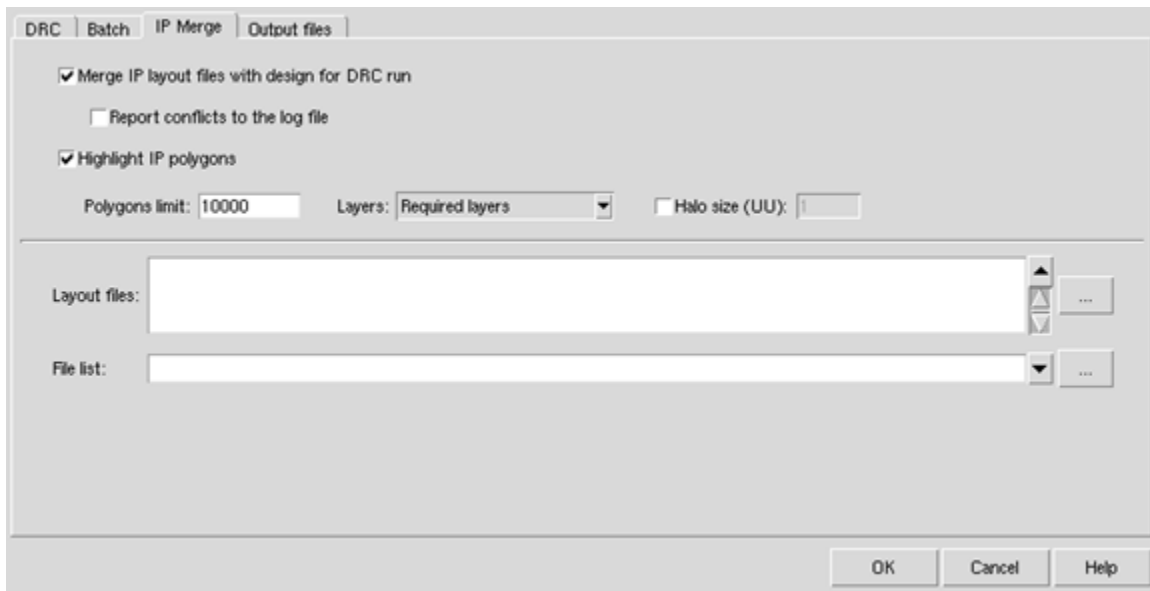 DRC Batch IP Merge Output files
Merge IP layout files with design for DRC run
Report conflicts to the log file
Highlight IP polygons
Polygons limit: 10000 Layers: Required layers Halo size (UU): 1
Layout files: ...
File list: ...
OK Cancel Help